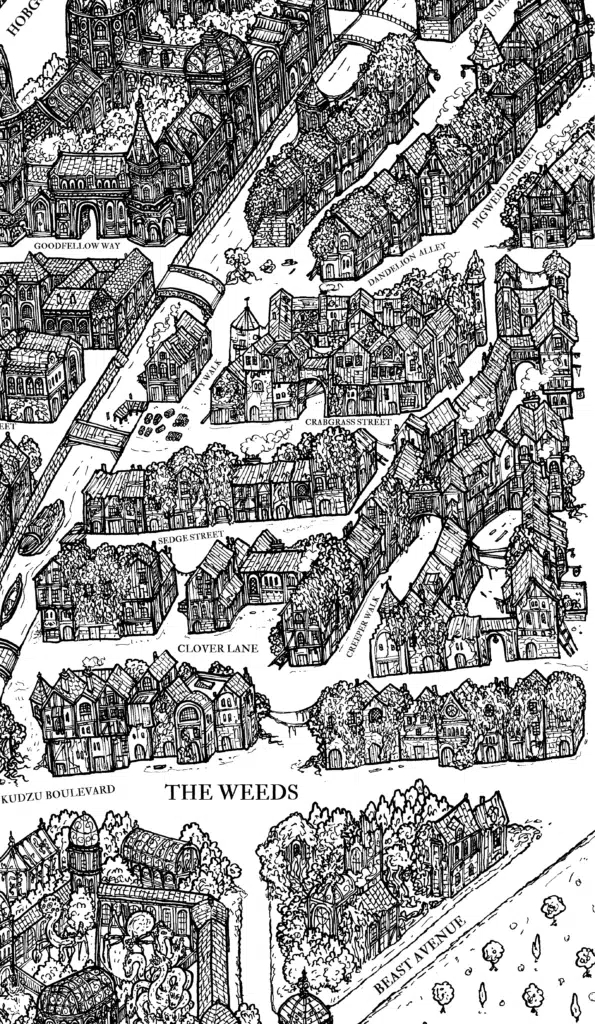 HOBG
SUM
PIGWEED STREET
GOODFELLOW WAY
DANDELION ALLEY
IVY WALK
CRABGRASS STREET
EET
SEDGE STREET
CREEPER WALK
CLOVER LANE
KUDZU BOULEVARD
THE WEEDS
BEAST AVENUE